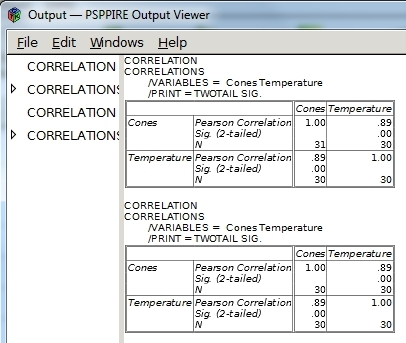 Output — PSPPIRE Output Viewer
File Edit Windows Help
CORRELATION
CORRELATIONS
CORRELATION
CORRELATIONS
CORRELATION
CORRELATIONS
/VARIABLES = Cones Temperature
/PRINT = TWOTAIL SIG.
Cones Temperature
Cones Pearson Correlation 1.00 .89
Sig. (2-tailed) .00
N 31 30
Temperature Pearson Correlation .89 1.00
Sig. (2-tailed) .00
N 30 30
CORRELATION
CORRELATIONS
/VARIABLES = Cones Temperature
/PRINT = TWOTAIL SIG.
Cones Temperature
Cones Pearson Correlation 1.00 .89
Sig. (2-tailed) .00
N 30 30
Temperature Pearson Correlation .89 1.00
Sig. (2-tailed) .00
N 30 30